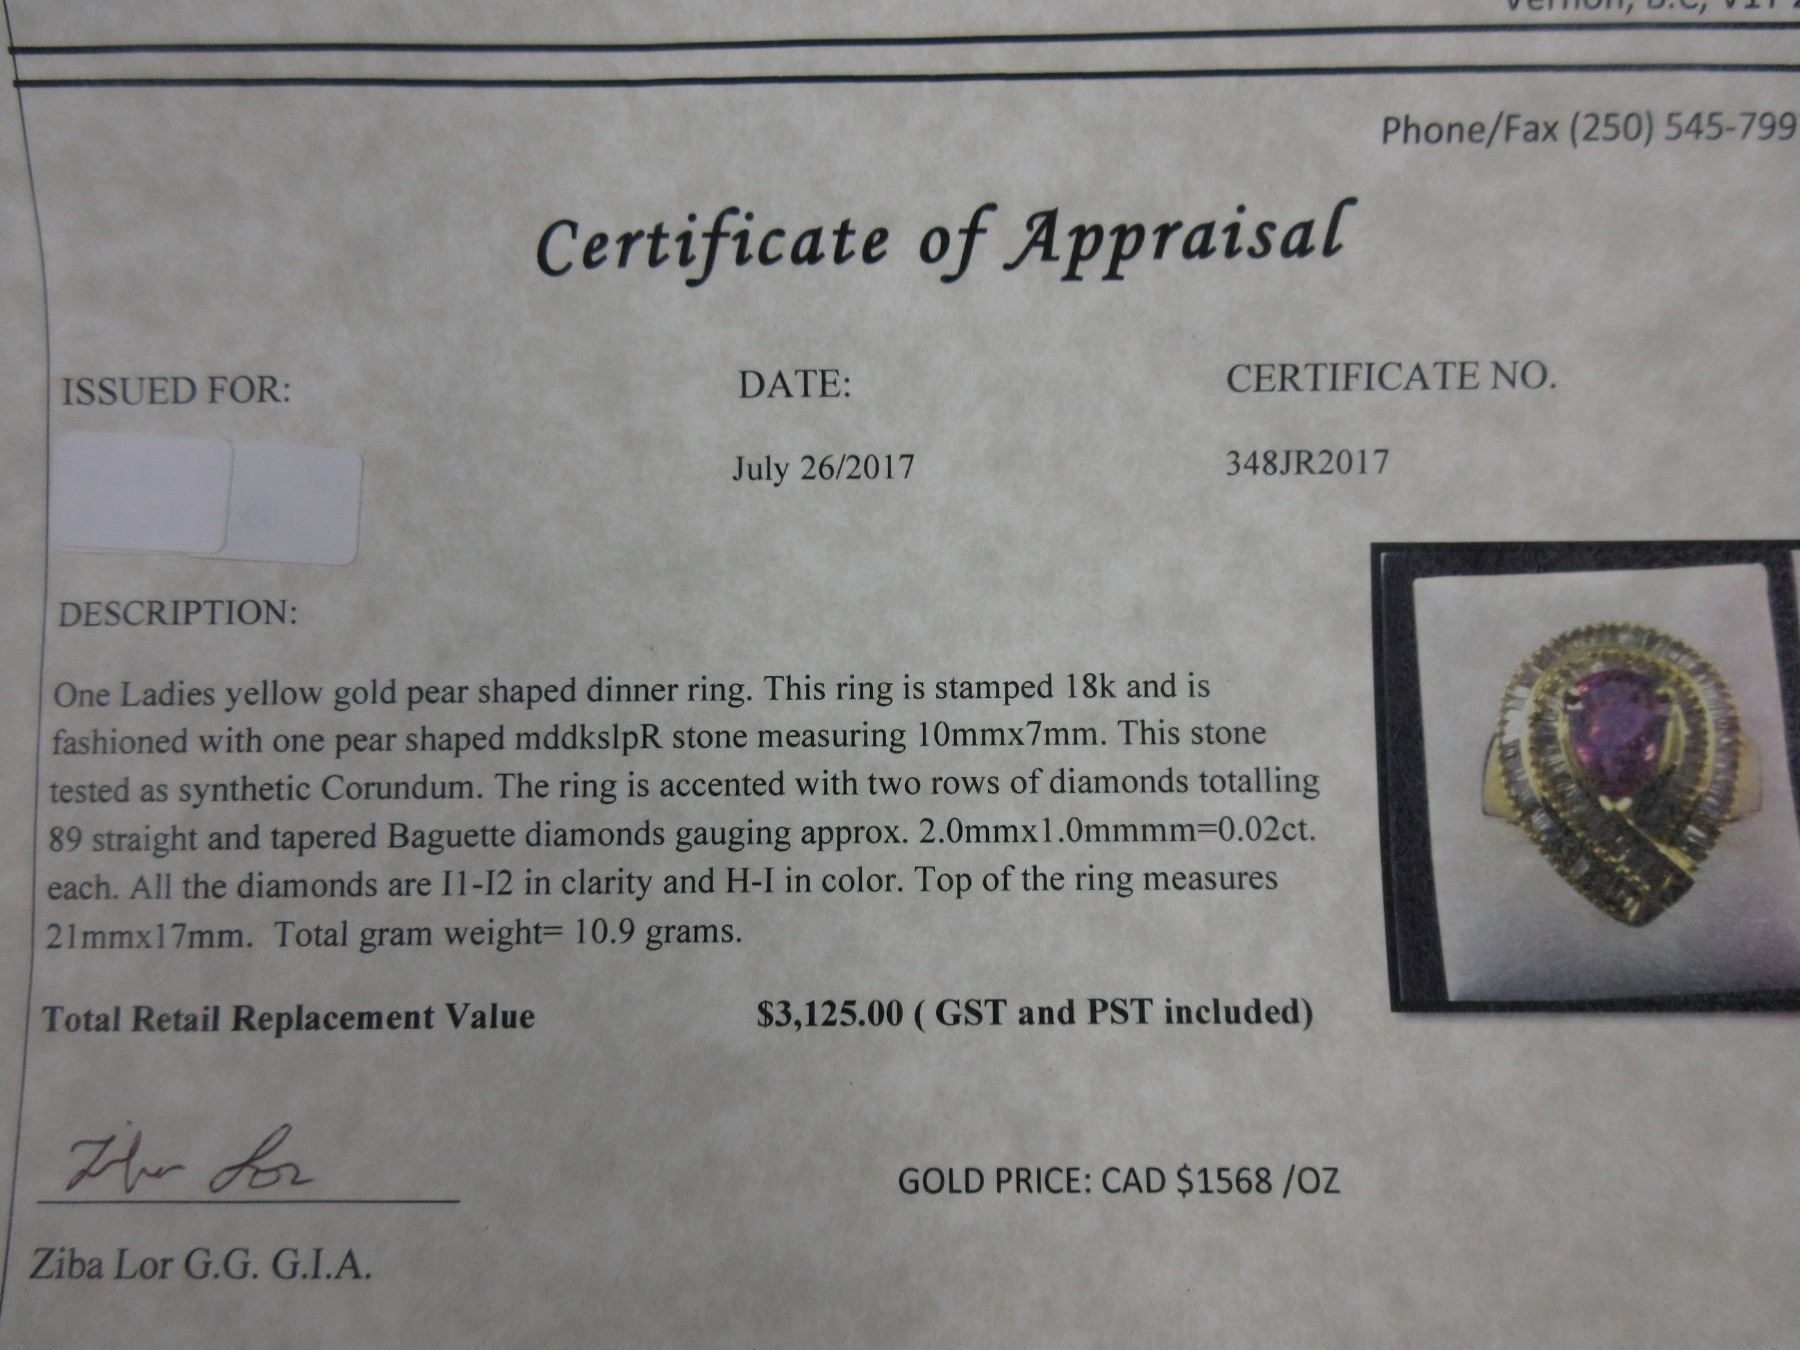 Vernon, B.C, V1T
Phone/Fax (250) 545-799
Certificate of Appraisal
ISSUED FOR: DATE: CERTIFICATE NO.
July 26/2017 348JR2017
DESCRIPTION:
One Ladies yellow gold pear shaped dinner ring. This ring is stamped 18k and is
fashioned with one pear shaped mddkslpR stone measuring 10mmx7mm. This stone
tested as synthetic Corundum. The ring is accented with two rows of diamonds totalling
89 straight and tapered Baguette diamonds gauging approx. 2.0mmx1.0mmmm=0.02ct.
each. All the diamonds are I1-I2 in clarity and H-I in color. Top of the ring measures
21mmx17mm. Total gram weight= 10.9 grams.
Total Retail Replacement Value $3,125.00 ( GST and PST included)
Ziba Lor
GOLD PRICE: CAD $1568 /OZ
Ziba Lor G.G. G.I.A.